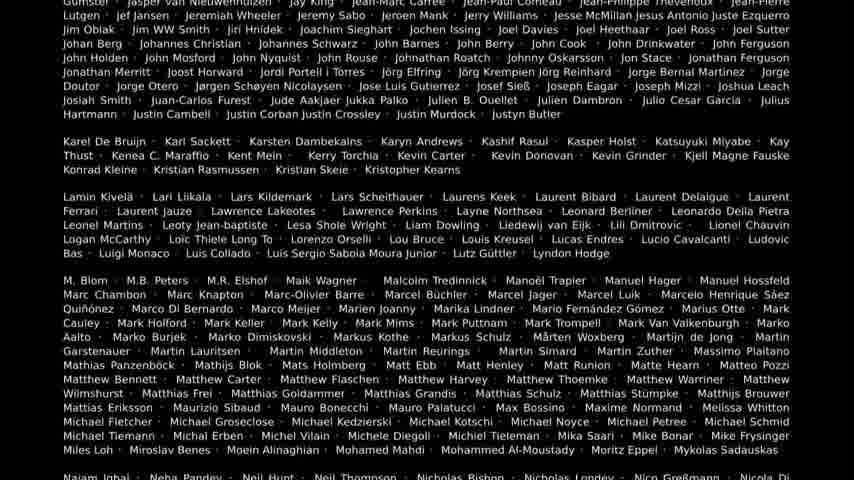 Gumster · Jasper van Nieuwenhuizen · Jay King · Jean-Marc Carree · Jean-Paul Comeau · Jean-Philippe Thevenoux · Jean-Pierre
Lutgen · Jef Jansen · Jeremiah Wheeler · Jeremy Sabo · Jeroen Mank · Jerry Williams · Jesse McMillan Jesus Antonio Juste Ezquerro
Jim Oblak · Jim WW Smith · Jirí Hnídek · Joachim Sieghart · Jochen Issing · Joel Davies · Joel Heethaar · Joel Ross · Joel Sutter
Johan Berg · Johannes Christian · Johannes Schwarz · John Barnes · John Berry · John Cook · John Drinkwater · John Ferguson
John Holden · John Mosford · John Nyquist · John Rouse · Johnathan Roatch · Johnny Oskarsson · Jon Stace · Jonathan Ferguson
Jonathan Merritt · Joost Horward · Jordi Portell i Torres · Jörg Elfring · Jörg Krempien Jörg Reinhard · Jorge Bernal Martinez · Jorge
Doutor · Jorge Otero · Jørgen Schøyen Nicolaysen · Jose Luis Gutierrez · Josef Sieß · Joseph Eagar · Joseph Mizzi · Joshua Leach
Josiah Smith · Juan-Carlos Furest · Jude Aakjaer Jukka Palko · Julien B. Ouellet · Julien Dambron · Julio Cesar Garcia · Julius
Hartmann · Justin Cambell · Justin Corban Justin Crossley · Justin Murdock · Justyn Butler
Karel De Bruijn · Karl Sackett · Karsten Dambekalns · Karyn Andrews · Kashif Rasul · Kasper Holst · Katsuyuki Miyabe · Kay
Thust · Kenea C. Maraffio · Kent Mein · Kerry Torchia · Kevin Carter · Kevin Donovan · Kevin Grinder · Kjell Magne Fauske
Konrad Kleine · Kristian Rasmussen · Kristian Skeie · Kristopher Kearns
Lamin Kivelä · Lari Liikala · Lars Kildemark · Lars Scheithauer · Laurens Keek · Laurent Bibard · Laurent Delaigue · Laurent
Ferrari · Laurent Jauze · Lawrence Lakeotes · Lawrence Perkins · Layne Northsea · Leonard Berliner · Leonardo Della Pietra
Leonel Martins · Leoty Jean-baptiste · Lesa Shole Wright · Liam Dowling · Liedewij van Eijk · Lili Dmitrovic · Lionel Chauvin
Logan McCarthy · Loïc Thiele Long To · Lorenzo Orselli · Lou Bruce · Louis Kreusel · Lucas Endres · Lucio Cavalcanti · Ludovic
Bas · Luigi Monaco · Luis Collado · Luis Sergio Saboia Moura Junior · Lutz Güttler · Lyndon Hodge
M. Blom · M.B. Peters · M.R. Elshof · Maik Wagner · Malcolm Tredinnick · Manoël Trapier · Manuel Hager · Manuel Hossfeld
Marc Chambon · Marc Knapton · Marc-Olivier Barre · Marcel Büchler · Marcel Jager · Marcel Luik · Marcelo Henrique Sáez
Quiñónez · Marco Di Bernardo · Marco Meijer · Marien Joanny · Marika Lindner · Mario Fernández Gómez · Marius Otte · Mark
Cauley · Mark Holford · Mark Keller · Mark Kelly · Mark Mims · Mark Puttnam · Mark Trompell · Mark Van Valkenburgh · Marko
Aalto · Marko Burjek · Marko Dimiskovski · Markus Kothe · Markus Schulz · Mårten Woxberg · Martijn de Jong · Martin
Garstenauer · Martin Lauritsen · Martin Middleton · Martin Reurings · Martin Simard · Martin Zuther · Massimo Plaitano
Mathias Panzenböck · Mathijs Blok · Mats Holmberg · Matt Ebb · Matt Henley · Matt Runion · Matte Hearn · Matteo Pozzi
Matthew Bennett · Matthew Carter · Matthew Flaschen · Matthew Harvey · Matthew Thoemke · Matthew Warriner · Matthew
Wilmshurst · Matthias Frei · Matthias Goldammer · Matthias Grandis · Matthias Schulz · Matthias Stümpke · Matthijs Brouwer
Mattias Eriksson · Maurizio Sibaud · Mauro Bonecchi · Mauro Palatucci · Max Bossino · Maxime Normand · Melissa Whitton
Michael Fletcher · Michael Groseclose · Michael Kedzierski · Michael Kotschi · Michael Noyce · Michael Petree · Michael Schmid
Michael Tiemann · Michal Erben · Michel Vilain · Michele Diegoli · Michiel Tieleman · Mika Saari · Mike Bonar · Mike Frysinger
Miles Loh · Miroslav Benes · Moein Alinaghian · Mohamed Mahdi · Mohammed Al-Moustady · Moritz Eppel · Mykolas Sadauskas
Najam Iqbal · Neha Pandey · Neil Hunt · Neil Thompson · Nicholas Bishop · Nicholas Londey · Nico Greßmann · Nicola Di